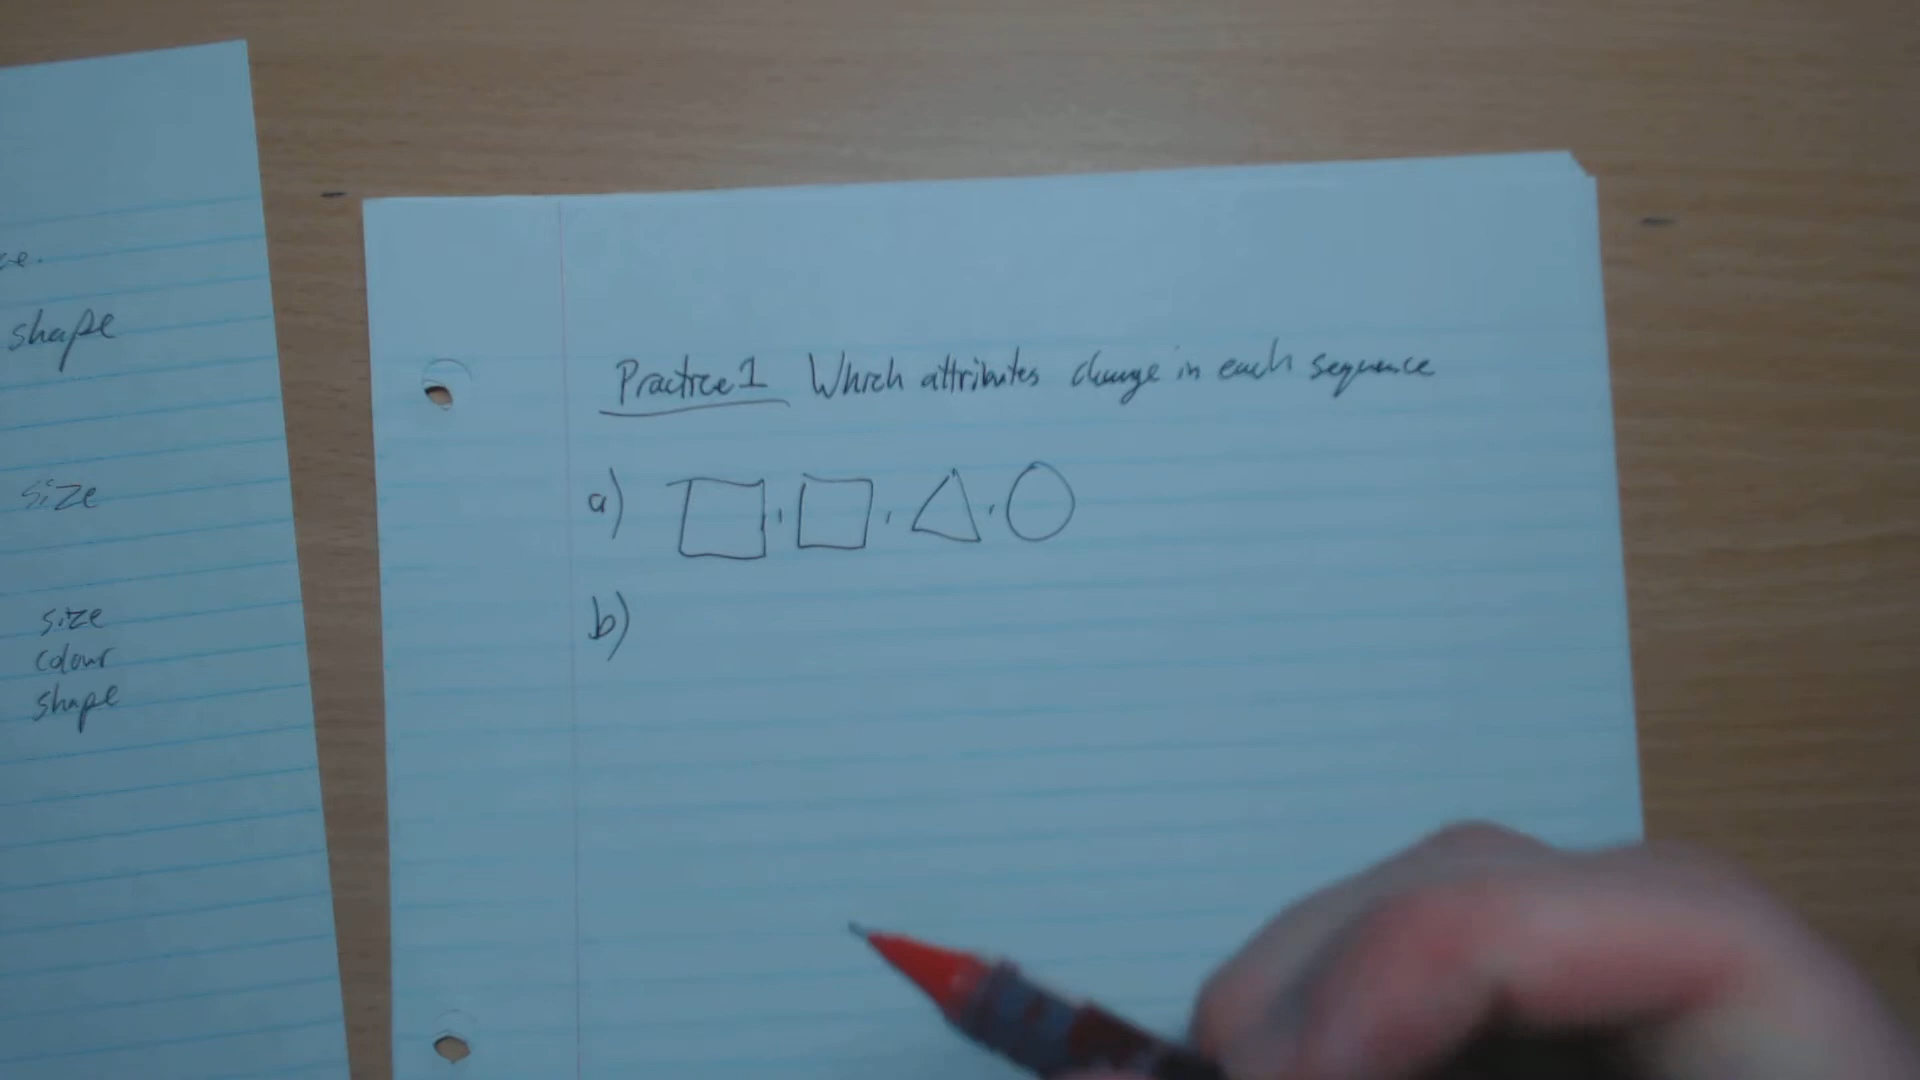 shape
size
size
colour
shape
Practice 1 Which attributes change in each sequence
a)
b)